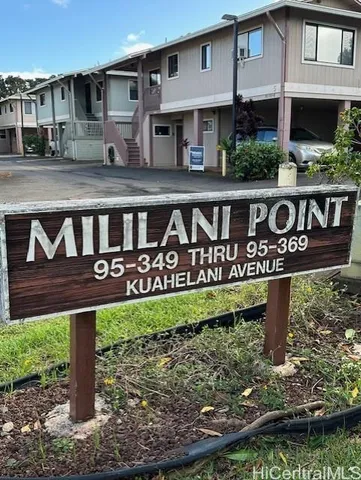 MILILANI POINT
95-349 THRU 95-369
KUAHELANI AVENUE
HiCentralMLS